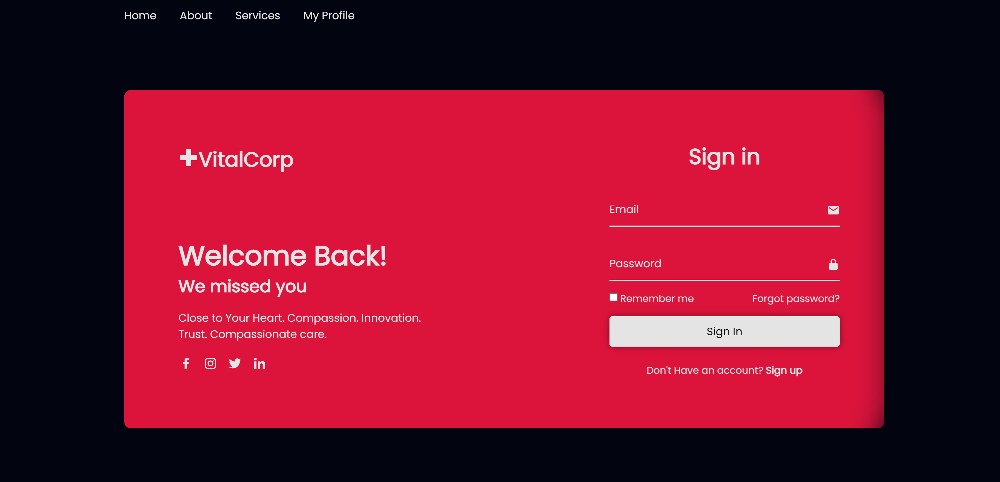 Home About Services My Profile
VitalCorp
Welcome Back!
We missed you
Close to Your Heart. Compassion. Innovation.
Trust. Compassionate care.
Sign in
Email
Password
Remember me Forgot password?
Sign In
Don't Have an account? Sign up